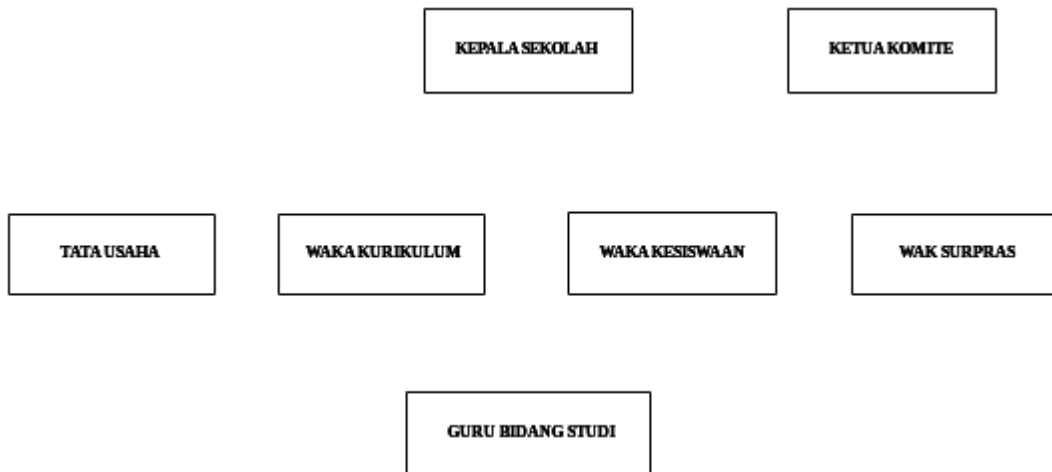 KEPALA SEKOLAH
KETUA KOMITE
TATA USAHA
WAKA KURIKULUM
WAKA KESISWAAN
WAK SURPRAS
GURU BIDANG STUDI